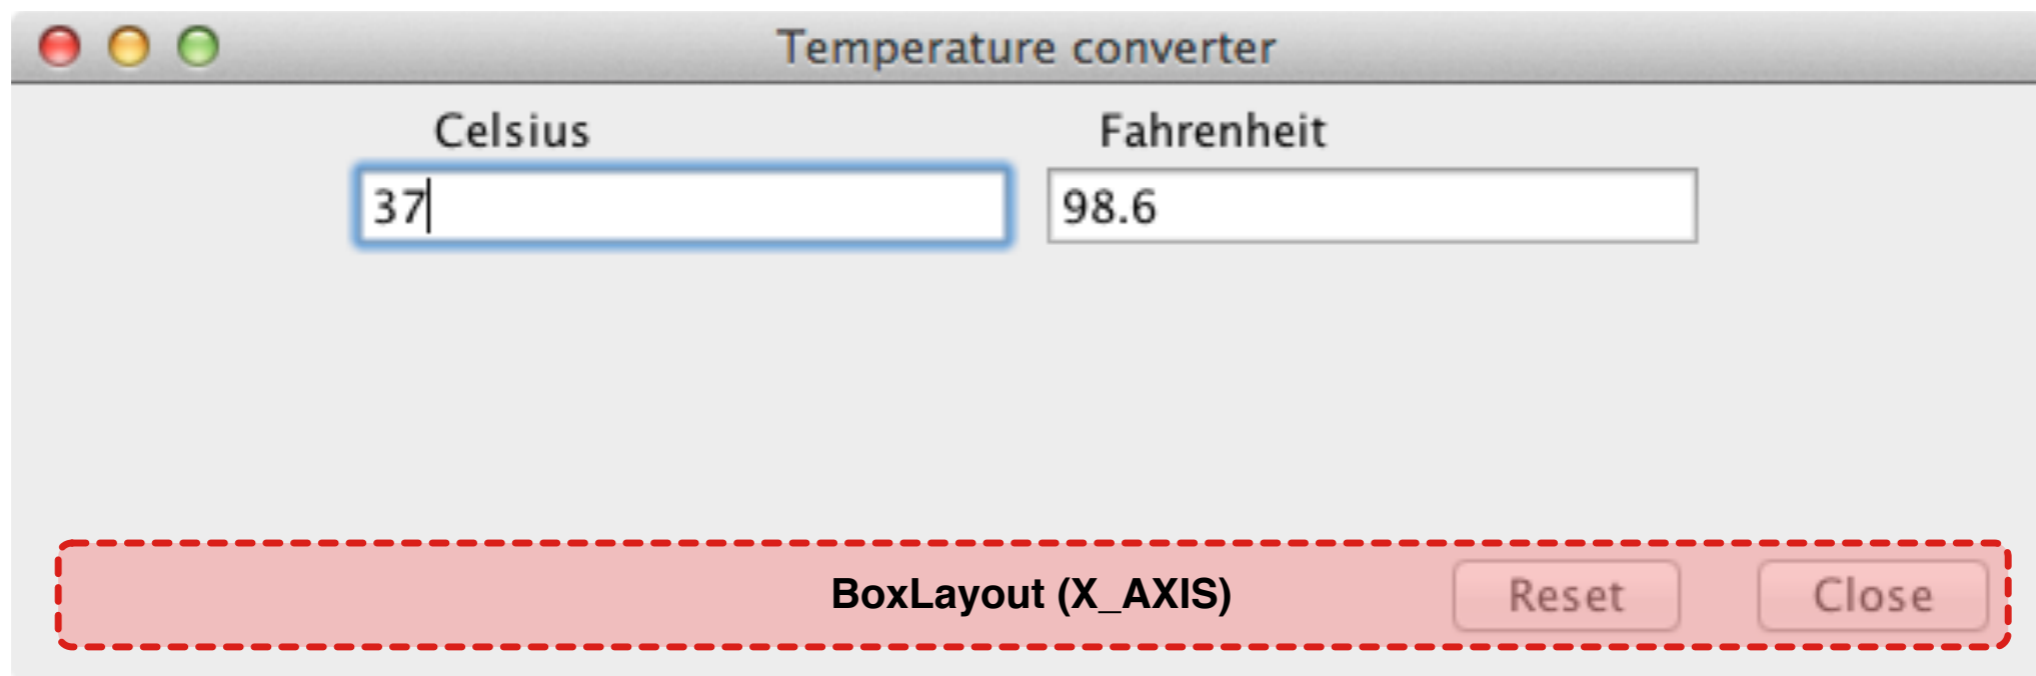 Temperature converter
Celsius Fahrenheit
37 98.6
BoxLayout (X_AXIS) Reset Close